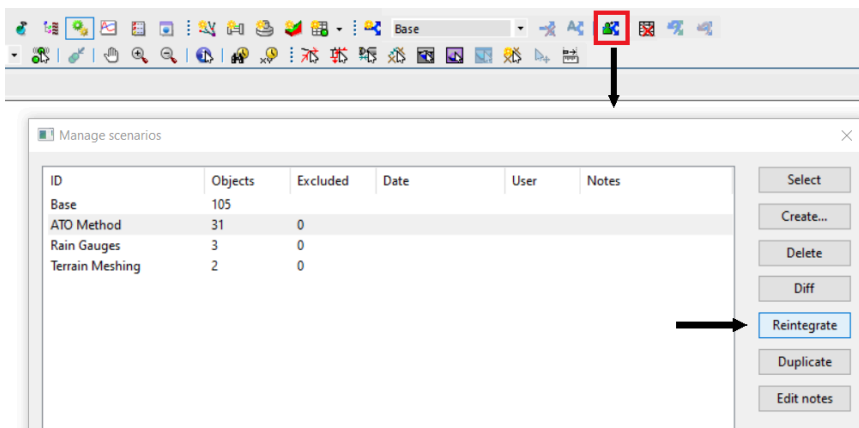 Base
Manage scenarios
ID Objects Excluded Date User Notes
Base 105
ATO Method 31 0
Rain Gauges 3 0
Terrain Meshing 2 0
Select
Create...
Delete
Diff
Reintegrate
Duplicate
Edit notes